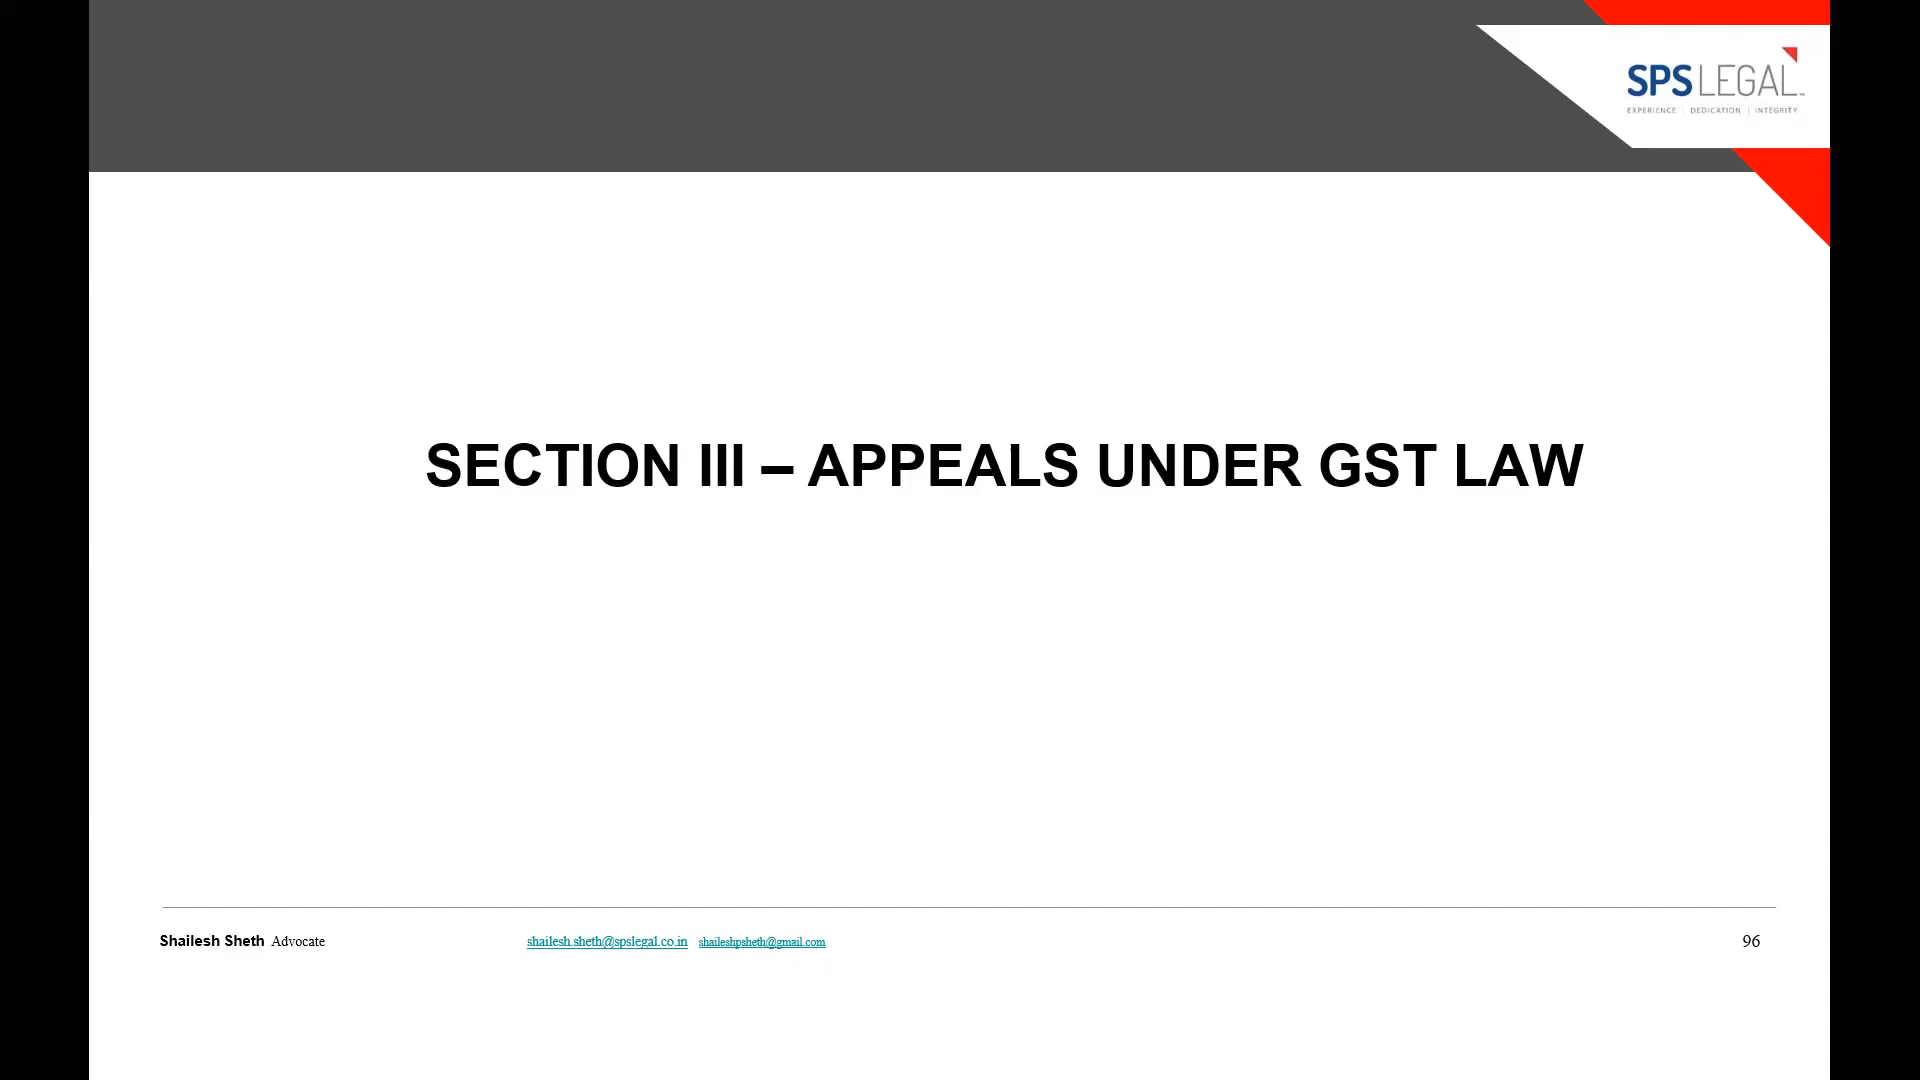 SPS LEGAL
EXPERIENCE | DEDICATION | INTEGRITY
SECTION III – APPEALS UNDER GST LAW
Shailesh Sheth Advocate shailesh.sheth@spslegal.co.in shaileshpsheth@gmail.com 96